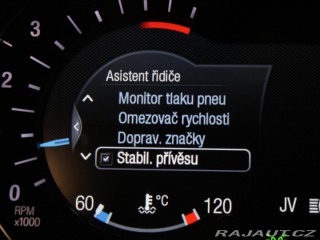 3
2
1
0
RPM
x1000
Asistent řidiče
Monitor tlaku pneu
Omezovač rychlosti
Doprav. značky
Stabil. přívěsu
60
°C
120
JV
RAJAUT.CZ